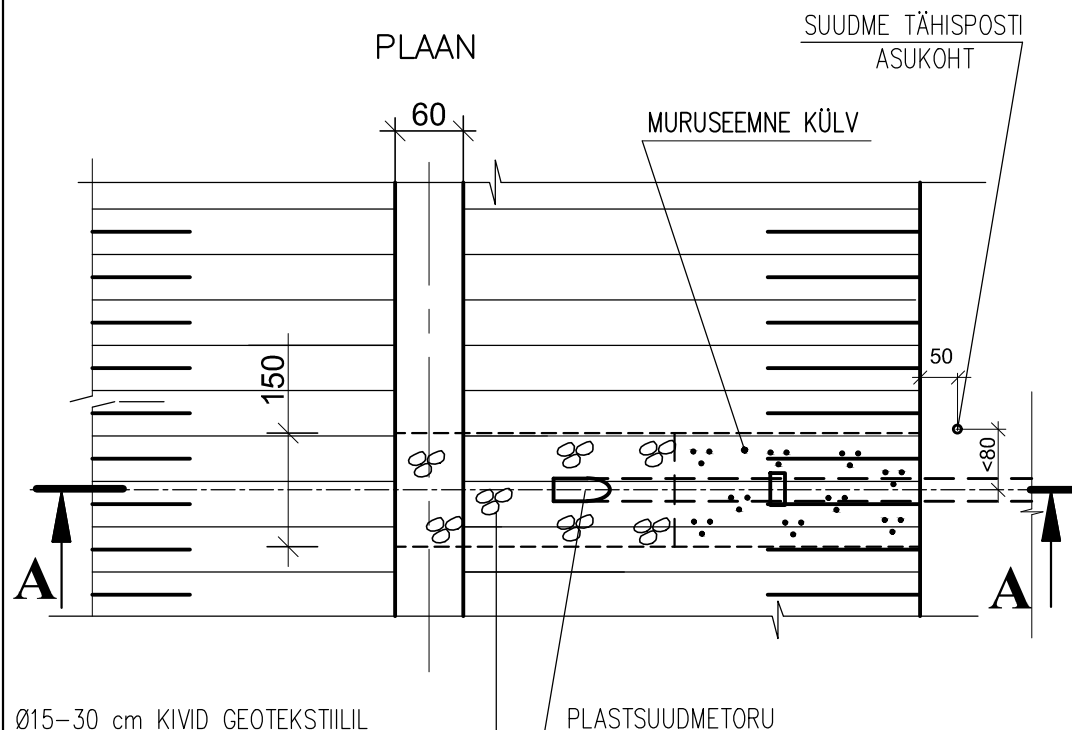 SUUDME TÄHISPOSTI
ASUKOHT
PLAAN
60
MURUSEEMNE KÜLV
50
150
<80
A
A
Ø15-30 cm KIVID GEOTEKSTIILIL
PLASTSUUDMETORU